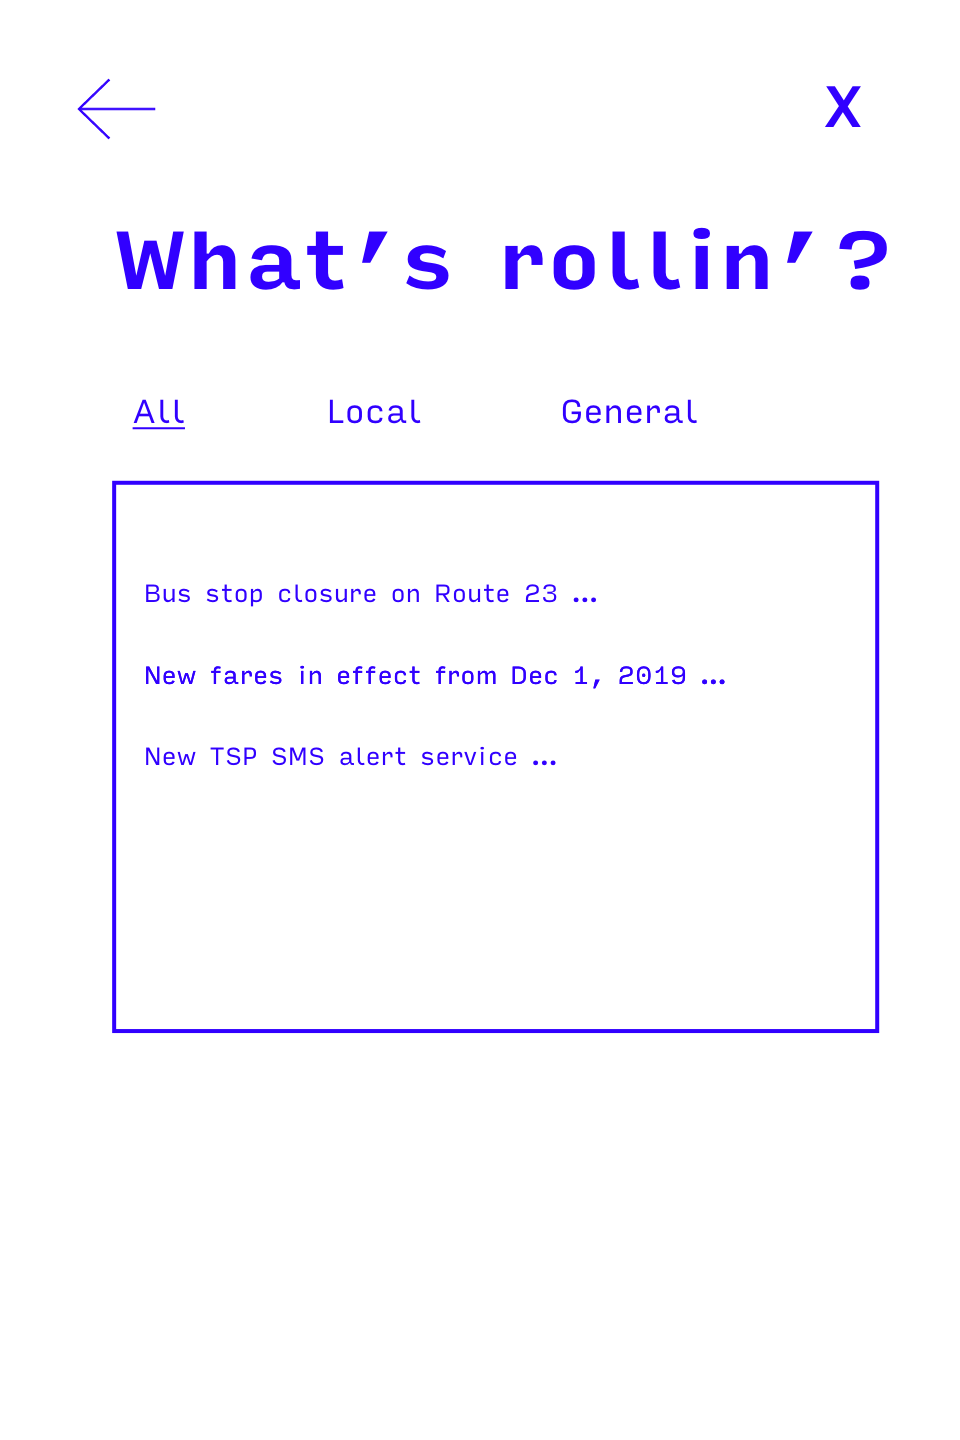 X
What’s rollin’?
All Local General
Bus stop closure on Route 23 ...
New fares in effect from Dec 1, 2019 ...
New TSP SMS alert service ...